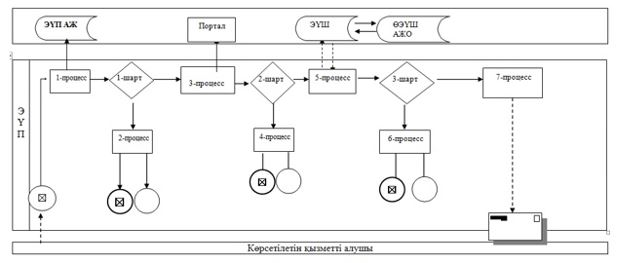 ЭҮП АЖ
Портал
ЭҮШ
ӨЭҮШ
АЖО
1-процесс
1-шарт
3-процесс
2-шарт
5-процесс
3-шарт
7-процесс
Э
Ү
П
2-процесс
4-процесс
6-процесс
Көрсетілетін қызметті алушы